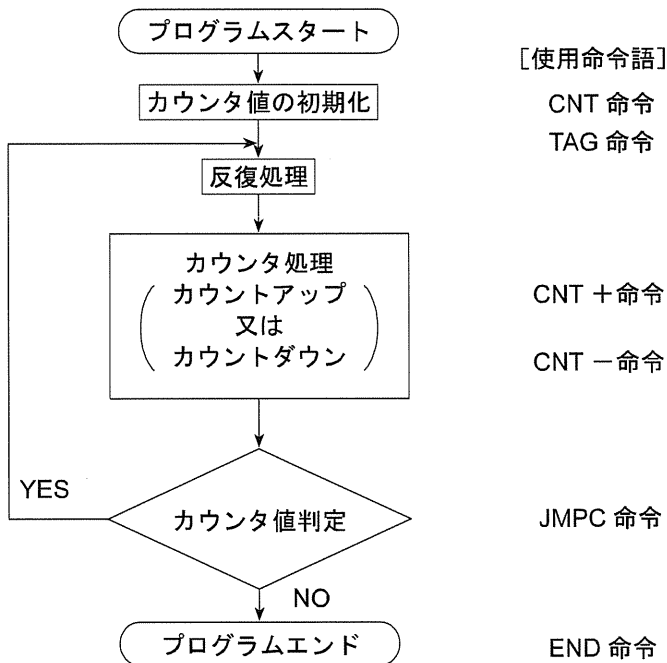 プログラムスタート
[使用命令語]
カウンタ値の初期化
CNT 命令
TAG 命令
反復処理
カウンタ処理
カウントアップ
又は
カウントダウン
CNT ＋命令
CNT －命令
YES
カウンタ値判定
JMPC 命令
NO
プログラムエンド
END 命令